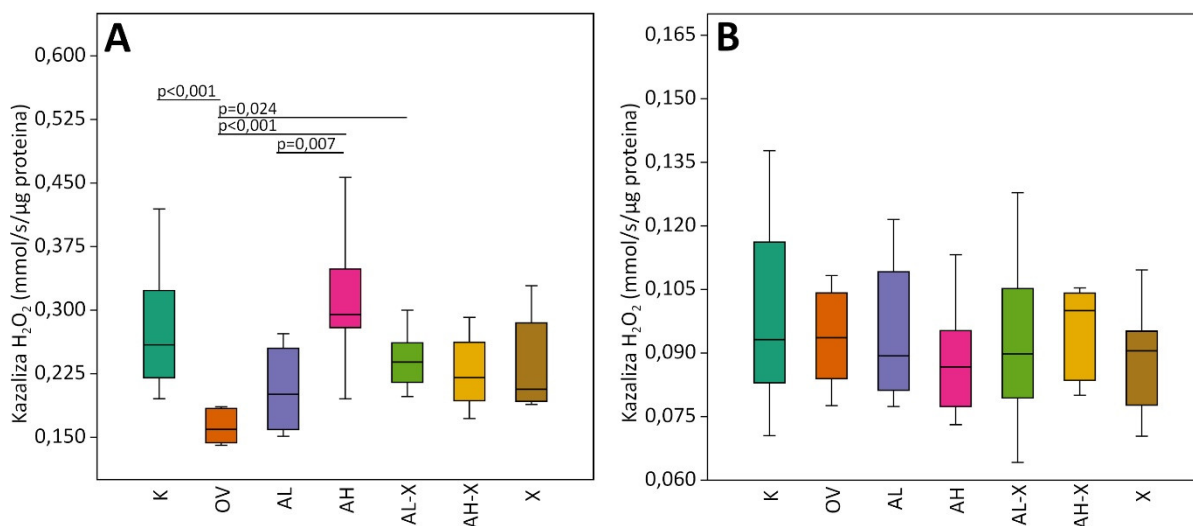 A
Kazaliza H₂O₂ (mmol/s/µg proteina)
0,600
0,525
0,450
0,375
0,300
0,225
0,150
p<0,001
p=0,024
p<0,001
p=0,007
K
OV
AL
AH
AL-X
AH-X
X
B
Kazaliza H₂O₂ (mmol/s/µg proteina)
0,165
0,150
0,135
0,120
0,105
0,090
0,075
0,060
K
OV
AL
AH
AL-X
AH-X
X